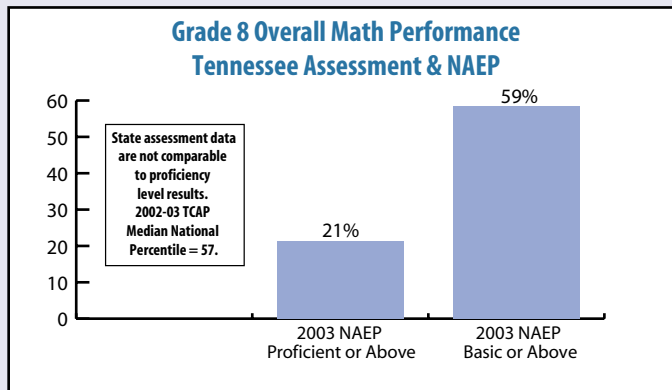 Grade 8 Overall Math Performance
Tennessee Assessment & NAEP
60
50
40
30
20
10
0
State assessment data
are not comparable
to proficiency
level results.
2002-03 TCAP
Median National
Percentile = 57.
21%
59%
2003 NAEP
Proficient or Above
2003 NAEP
Basic or Above